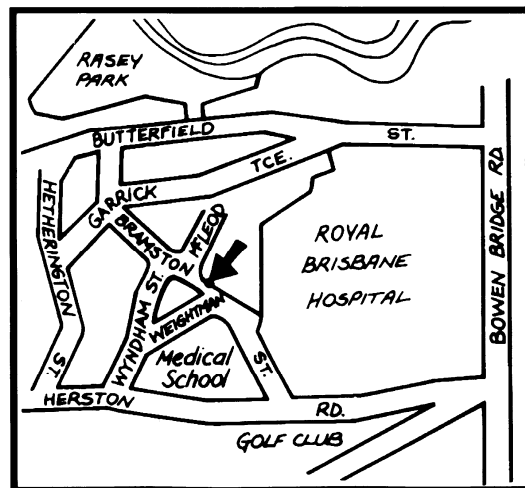 RASEY
PARK
BUTTERFIELD ST.
TCE.
GARRICK
HETHERINGTON
ST.
BRAMSTON
McLEOD
ROYAL
BRISBANE
HOSPITAL
BOWEN BRIDGE RD.
WYNDHAM ST.
WEIGHTMAN
ST.
Medical
School
HERSTON RD.
GOLF CLUB